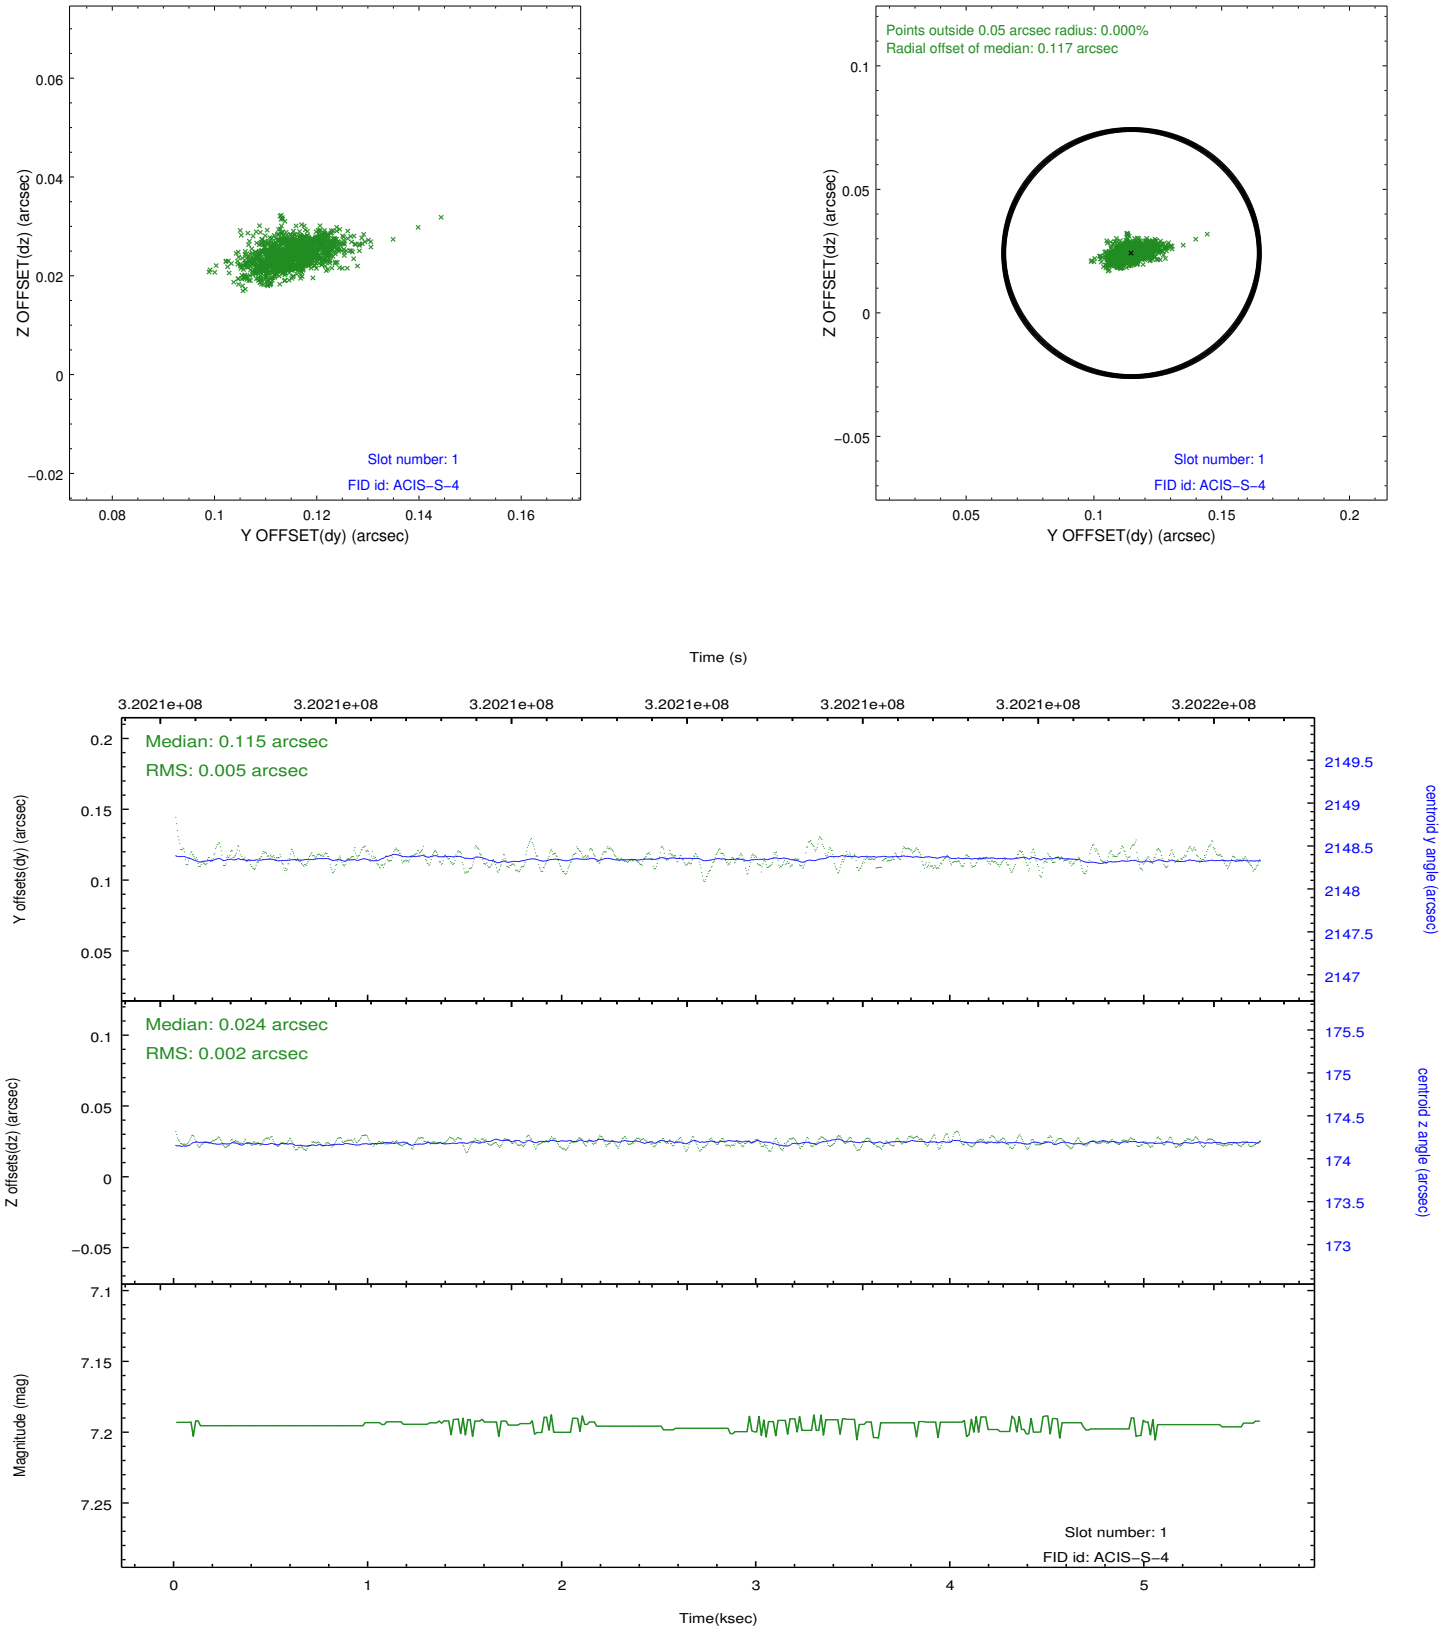 0.06
0.04
0.02
0
−0.02
Z OFFSET(dz) (arcsec)
0.08 0.1 0.12 0.14 0.16
Y OFFSET(dy) (arcsec)
Slot number: 1
FID id: ACIS−S−4
Points outside 0.05 arcsec radius: 0.000%
Radial offset of median: 0.117 arcsec
0.1
0.05
0
−0.05
Z OFFSET(dz) (arcsec)
0.05 0.1 0.15 0.2
Y OFFSET(dy) (arcsec)
Slot number: 1
FID id: ACIS−S−4
Time (s)
3.2021e+08 3.2021e+08 3.2021e+08 3.2021e+08 3.2021e+08 3.2021e+08 3.2022e+08
Median: 0.115 arcsec
RMS: 0.005 arcsec
0.2
0.15
0.1
0.05
Y offsets(dy) (arcsec)
2149.5
2149
2148.5
2148
2147.5
2147
centroid y angle (arcsec)
Median: 0.024 arcsec
RMS: 0.002 arcsec
0.1
0.05
0
−0.05
Z offsets(dz) (arcsec)
175.5
175
174.5
174
173.5
173
centroid z angle (arcsec)
7.1
7.15
7.2
7.25
Magnitude (mag)
Slot number: 1
FID id: ACIS−S−4
0 1 2 3 4 5
Time(ksec)